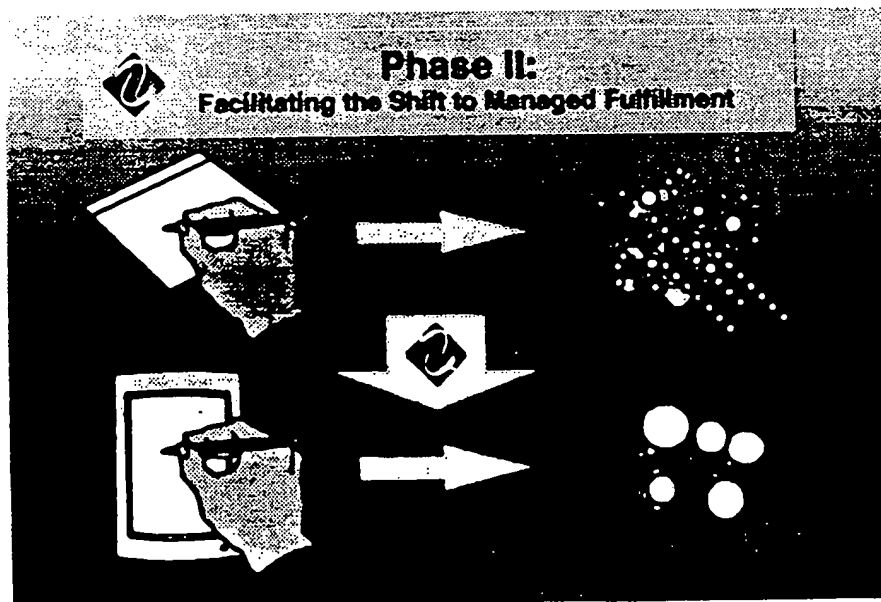 Phase II:
Facilitating the Shift to Managed Fulfillment